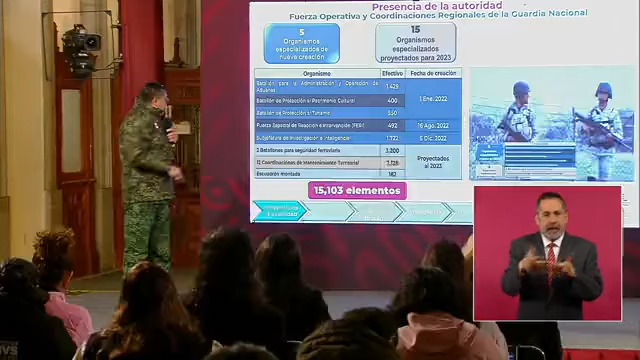 Presencia de la autoridad
Fuerza Operativa y Coordinaciones Regionales de la Guardia Nacional
5
Organismos
especializados de
nueva creación
15
Organismos
especializados
proyectados para 2023
Organismo
Efectivo
Fecha de creación
Batallón para la Administración y Operación de
Aduanas
1,429
Batallón de Protección al Patrimonio Cultural
400
1 Ene. 2022
Batallón de Protección al Turismo
550
Fuerza Especial de Reacción e Intervención (FERI)
492
16 Ago. 2022
Subjefatura de Investigación e Inteligencia
1,722
5 Dic. 2022
2 Batallones para seguridad ferroviaria
12 Coordinaciones de Mantenimiento Territorial
Proyectados
al 2023
Escuadrón montado
182
15,103 elementos